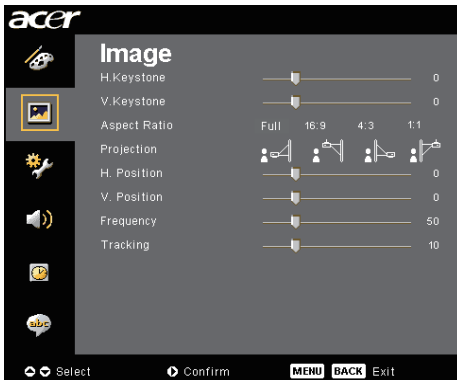 acer
Image
H.Keystone 0
V.Keystone 0
Aspect Ratio Full 16:9 4:3 1:1
Projection
H. Position 0
V. Position 0
Frequency 50
Tracking 10
abc
Select Confirm MENU BACK Exit